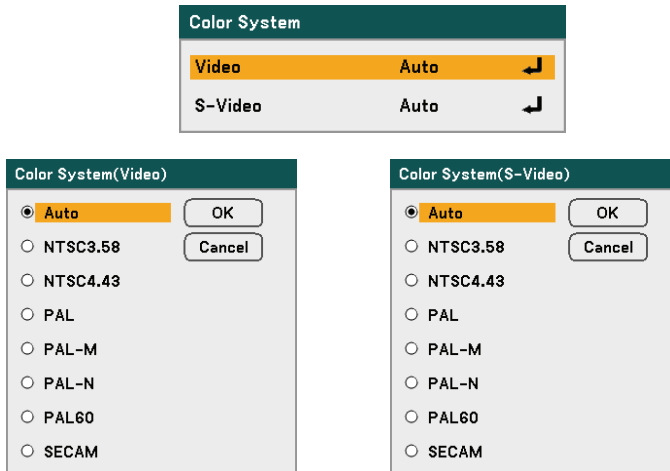 Color System
Video Auto
S-Video Auto
Color System(Video)
Auto OK
NTSC3.58 Cancel
NTSC4.43
PAL
PAL-M
PAL-N
PAL60
SECAM
Color System(S-Video)
Auto OK
NTSC3.58 Cancel
NTSC4.43
PAL
PAL-M
PAL-N
PAL60
SECAM